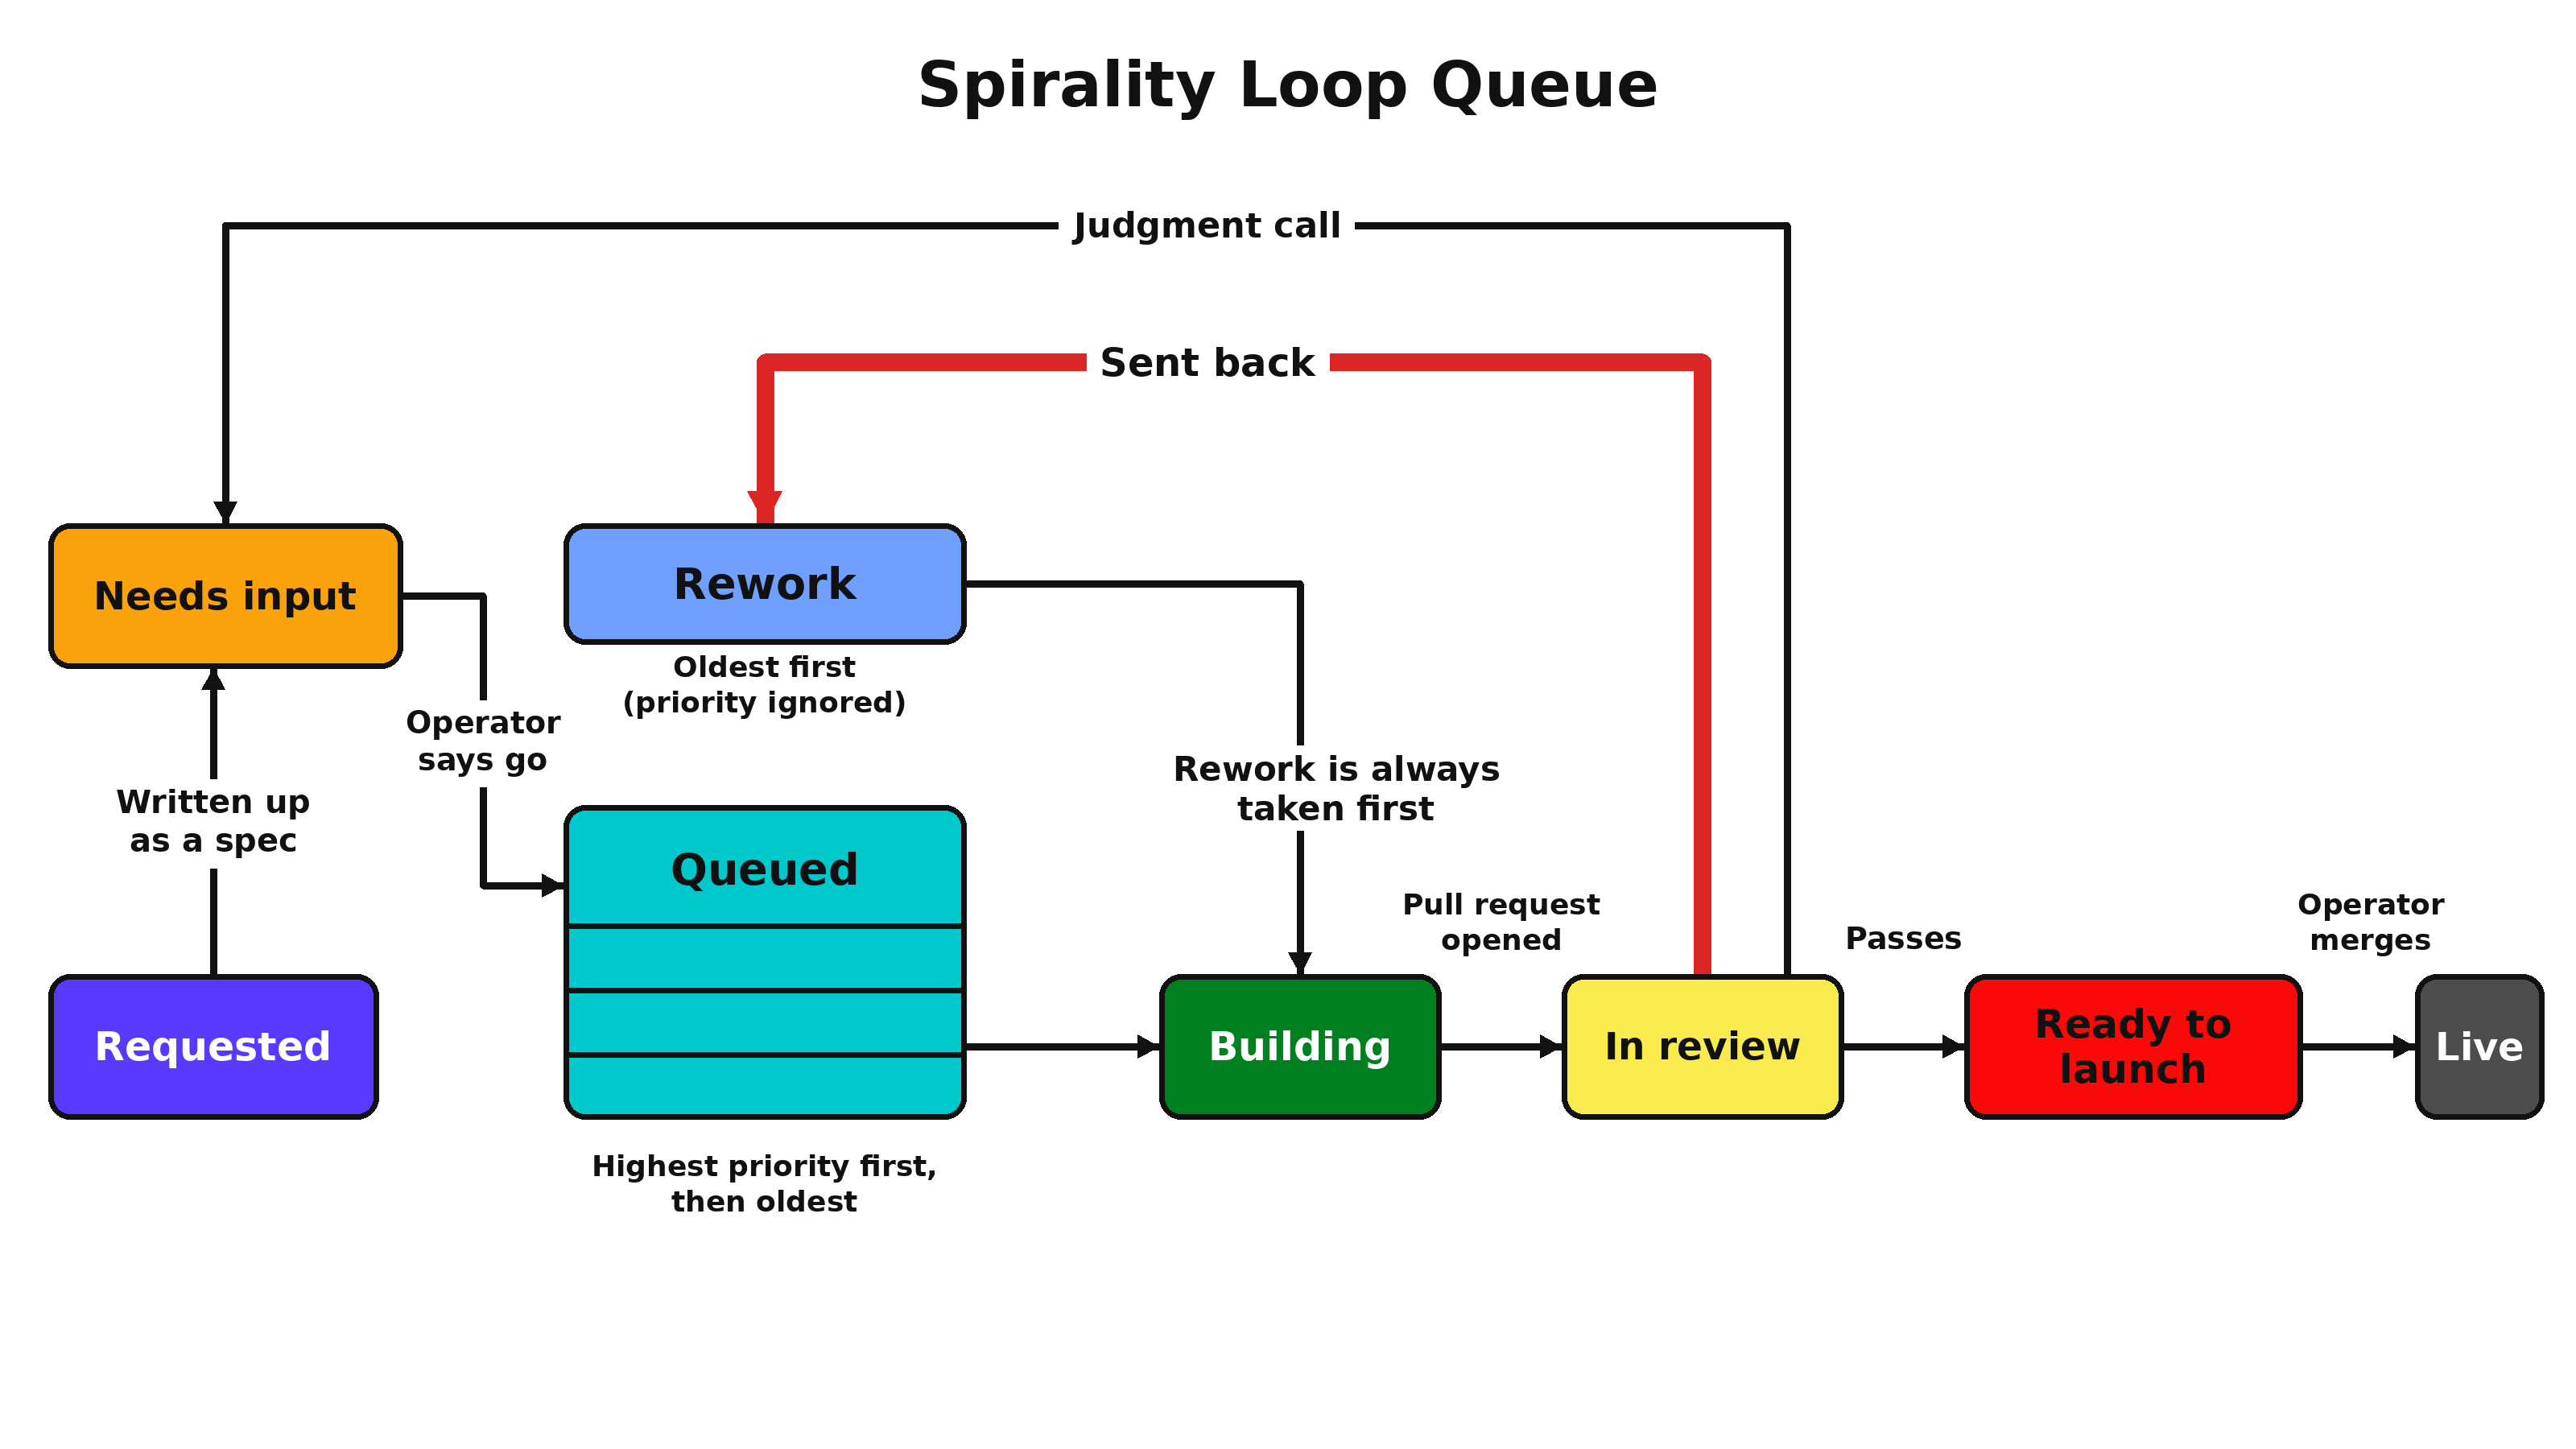 Spirality Loop Queue
Judgment call
Sent back
Needs input
Rework
Oldest first
(priority ignored)
Operator
says go
Written up
as a spec
Rework is always
taken first
Queued
Pull request
opened
Passes
Operator
merges
Requested
Building
In review
Ready to
launch
Live
Highest priority first,
then oldest